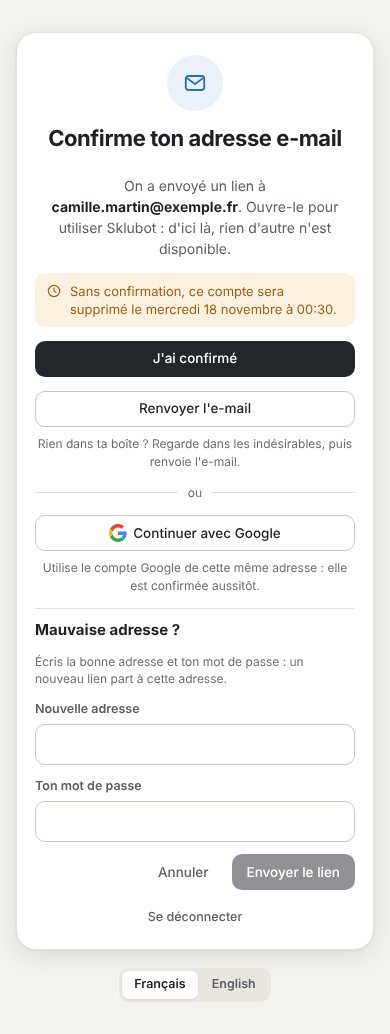 Confirme ton adresse e-mail
On a envoyé un lien à
camille.martin@exemple.fr. Ouvre-le pour
utiliser Sklubot : d'ici là, rien d'autre n'est
disponible.
Sans confirmation, ce compte sera
supprimé le mercredi 18 novembre à 00:30.
J'ai confirmé
Renvoyer l'e-mail
Rien dans ta boîte ? Regarde dans les indésirables, puis
renvoie l'e-mail.
ou
Continuer avec Google
Utilise le compte Google de cette même adresse : elle
est confirmée aussitôt.
Mauvaise adresse ?
Écris la bonne adresse et ton mot de passe : un
nouveau lien part à cette adresse.
Nouvelle adresse
Ton mot de passe
Annuler
Envoyer le lien
Se déconnecter
Français
English